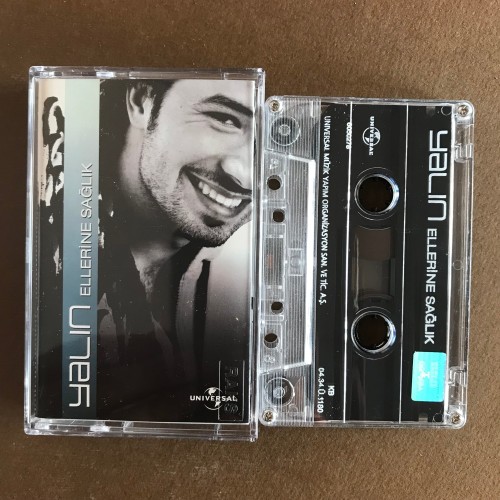 YALIN
ELLERİNE SAĞLIK
UNIVERSAL
YALIN
ELLERİNE SAĞLIK
UNIVERSAL
UNIVERSAL MÜZİK YAPIM ORGANİZASYON SAN. VE TİC. A.Ş.
KB
04.34.Ü.1180